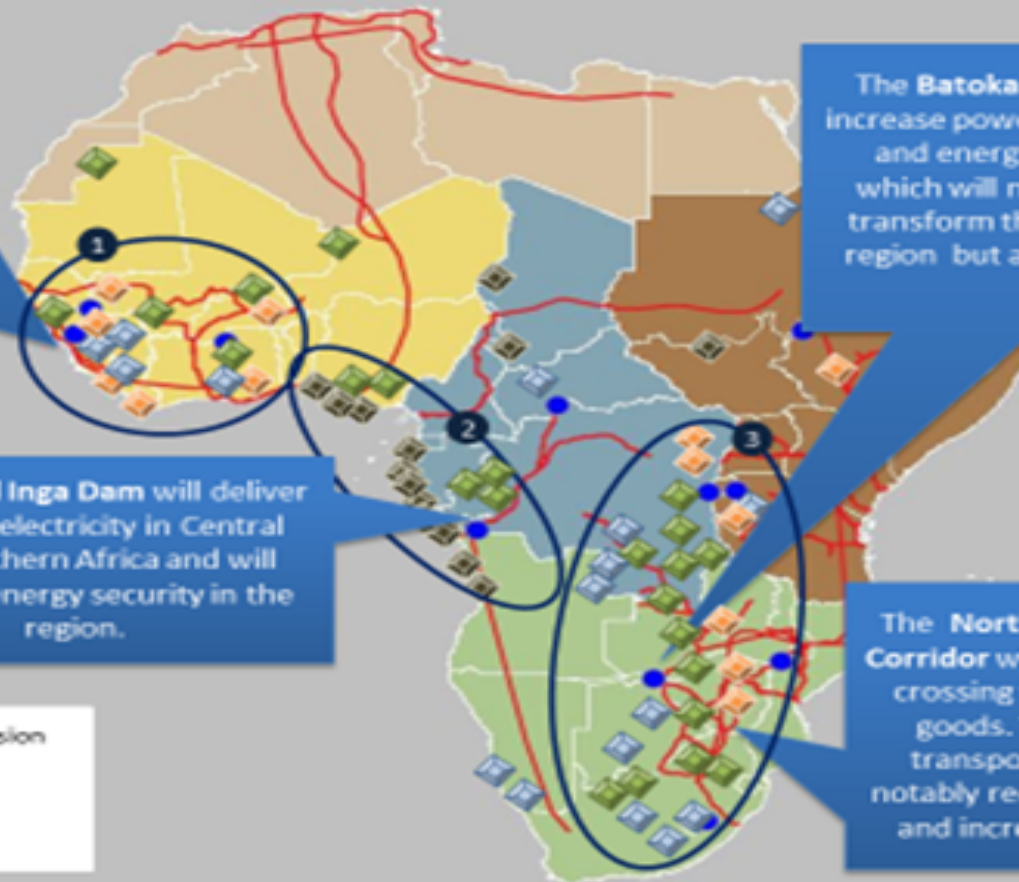 The Batoka
increase powe
and energ
which will n
transform th
region but a
1
2
3
l Inga Dam will deliver
electricity in Central
thern Africa and will
energy security in the
region.
The Nort
Corridor w
crossing
goods.
transpo
notably re
and incre
sion